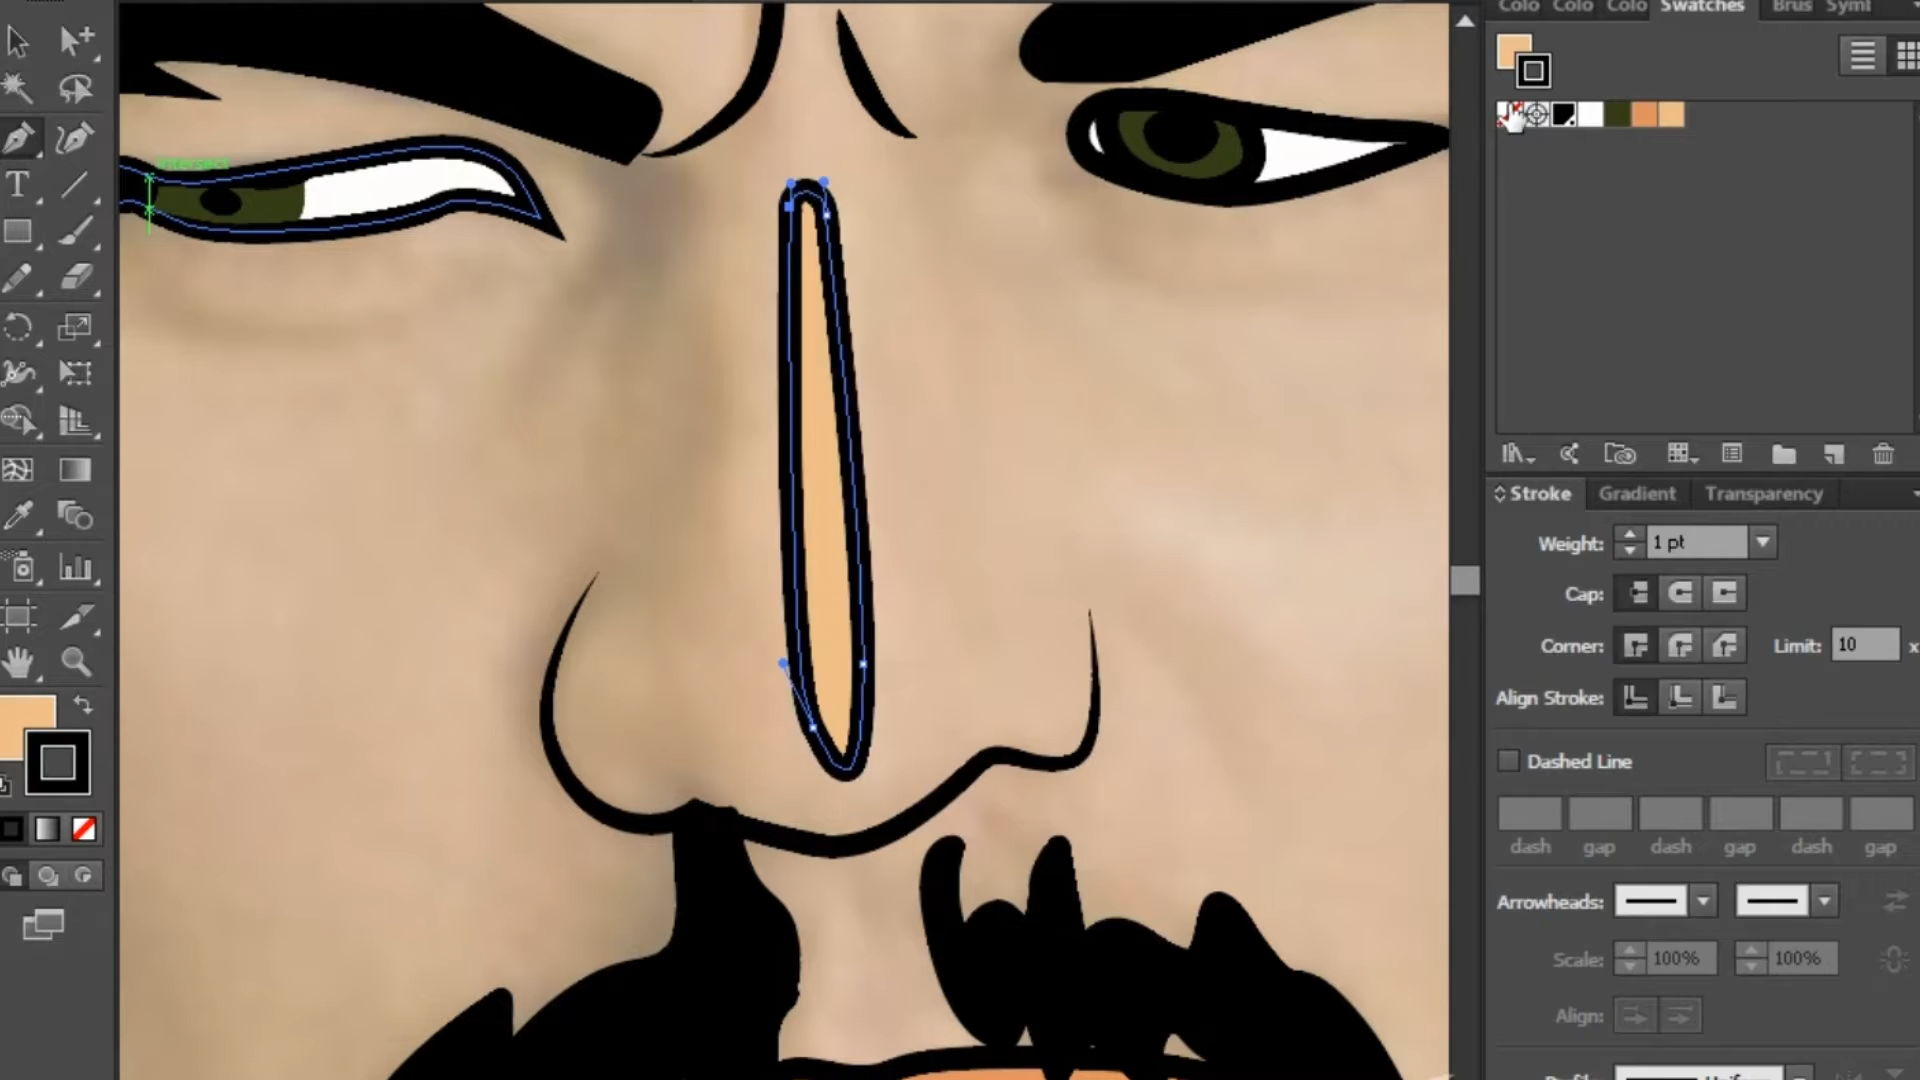 Colo Colo Colo Swatches Brus Symb
intersect
Stroke Gradient Transparency
Weight: 1 pt
Cap:
Corner: Limit: 10 x
Align Stroke:
Dashed Line
dash gap dash gap dash gap
Arrowheads:
Scale: 100% 100%
Align: